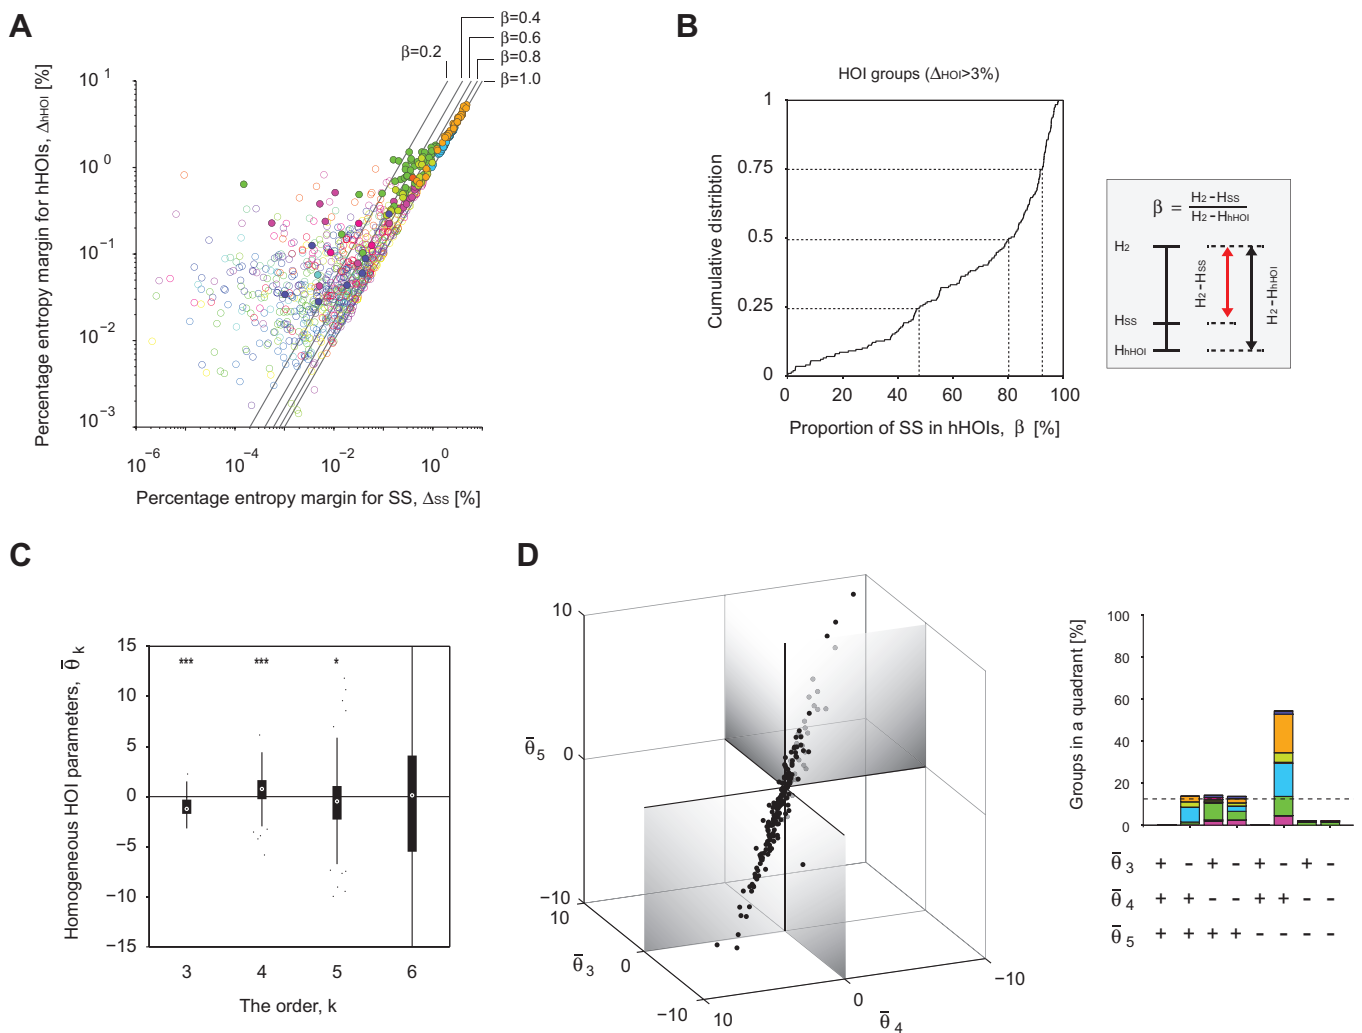 A
β=0.4
β=0.6
β=0.2
β=0.8
β=1.0
Percentage entropy margin for hHOIs, ΔhHOI [%]
10^1
10^0
10^-1
10^-2
10^-3
10^-6
10^-4
10^-2
10^0
Percentage entropy margin for SS, ΔSS [%]
B
HOI groups (ΔHOI>3%)
Cumulative distribtion
1
0.75
0.5
0.25
0
0 20 40 60 80 100
Proportion of SS in hHOIs, β [%]
β = H2-HSS / H2-HhHOI
H2
HSS
HhHOI
H2-HSS
H2-HhHOI
C
Homogeneous HOI parameters, θ̄k
15
10
5
0
−5
−10
−15
*** *** *
3 4 5 6
The order, k
D
10
θ̄5 0
−10
10
θ̄3 0
−10
10
0
θ̄4
−10
Groups in a quadrant [%]
100
80
60
40
20
0
θ̄3 + - + - + - + -
θ̄4 + + - - + + - -
θ̄5 + + + + - - - -